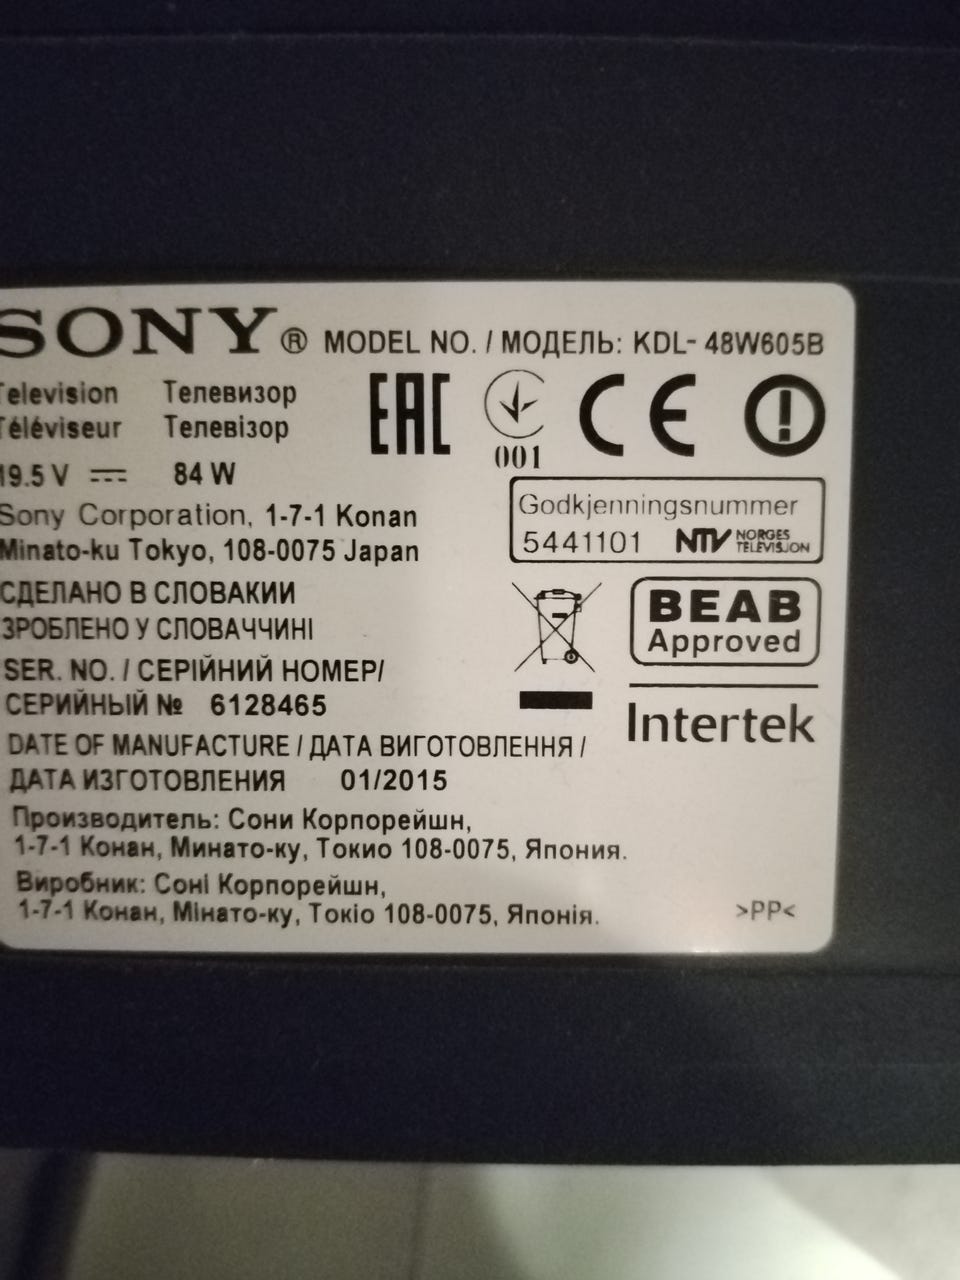 SONY® MODEL NO. / МОДЕЛЬ: KDL- 48W605B
Television Телевизор
Téléviseur Телевізор
19.5 V 84 W
EAC
001
CE
Sony Corporation, 1-7-1 Konan
Minato-ku Tokyo, 108-0075 Japan
Godkjenningsnummer
5441101 NTV NORGES
TELEVISJON
СДЕЛАНО В СЛОВАКИИ
ЗРОБЛЕНО У СЛОВАЧЧИНІ
BEAB
Approved
Intertek
SER. NO. / СЕРІЙНИЙ НОМЕР/
СЕРИЙНЫЙ № 6128465
DATE OF MANUFACTURE / ДАТА ВИГОТОВЛЕННЯ /
ДАТА ИЗГОТОВЛЕНИЯ 01/2015
Производитель: Сони Корпорейшн,
1-7-1 Конан, Минато-ку, Токио 108-0075, Япония.
Виробник: Соні Корпорейшн,
1-7-1 Конан, Мінато-ку, Токіо 108-0075, Японія.
>PP<